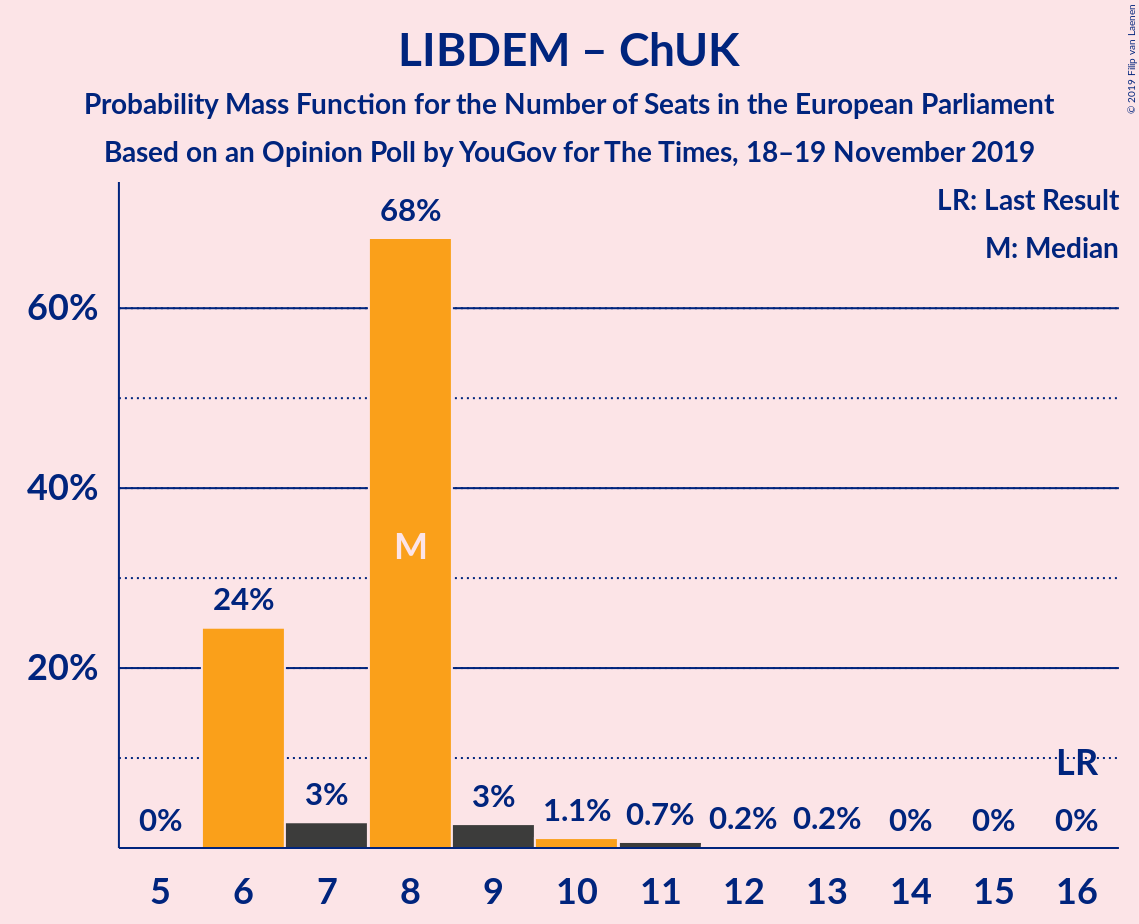 LIBDEM – ChUK
Probability Mass Function for the Number of Seats in the European Parliament
Based on an Opinion Poll by YouGov for The Times, 18–19 November 2019
© 2019 Filip van Laenen
LR: Last Result
M: Median
68%
60%
40%
M
24%
20%
LR
0%
3%
3%
1.1%
0.7%
0.2%
0.2%
0%
0%
0%
5 6 7 8 9 10 11 12 13 14 15 16